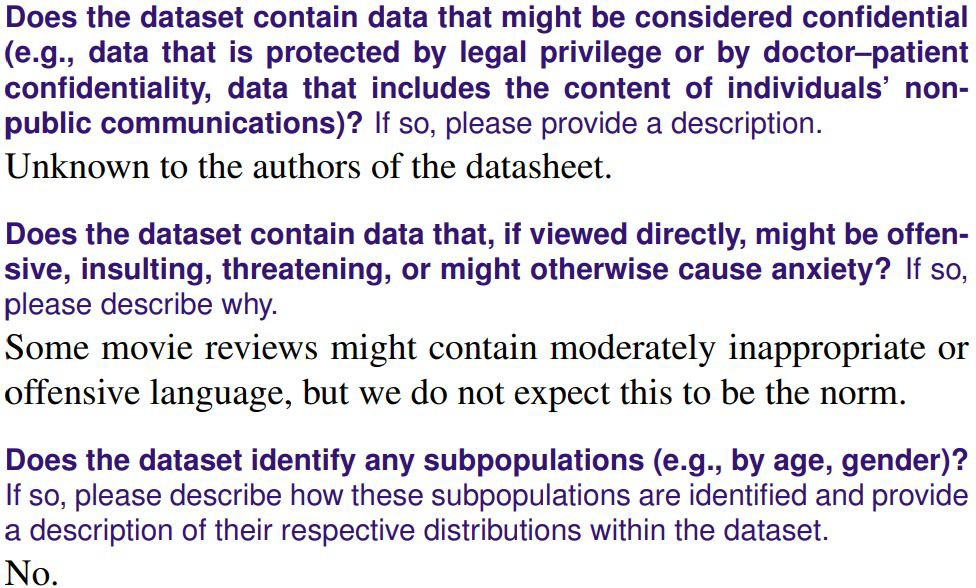 Does the dataset contain data that might be considered confidential
(e.g., data that is protected by legal privilege or by doctor–patient
confidentiality, data that includes the content of individuals’ non-
public communications)? If so, please provide a description.
Unknown to the authors of the datasheet.
Does the dataset contain data that, if viewed directly, might be offen-
sive, insulting, threatening, or might otherwise cause anxiety? If so,
please describe why.
Some movie reviews might contain moderately inappropriate or
offensive language, but we do not expect this to be the norm.
Does the dataset identify any subpopulations (e.g., by age, gender)?
If so, please describe how these subpopulations are identified and provide
a description of their respective distributions within the dataset.
No.